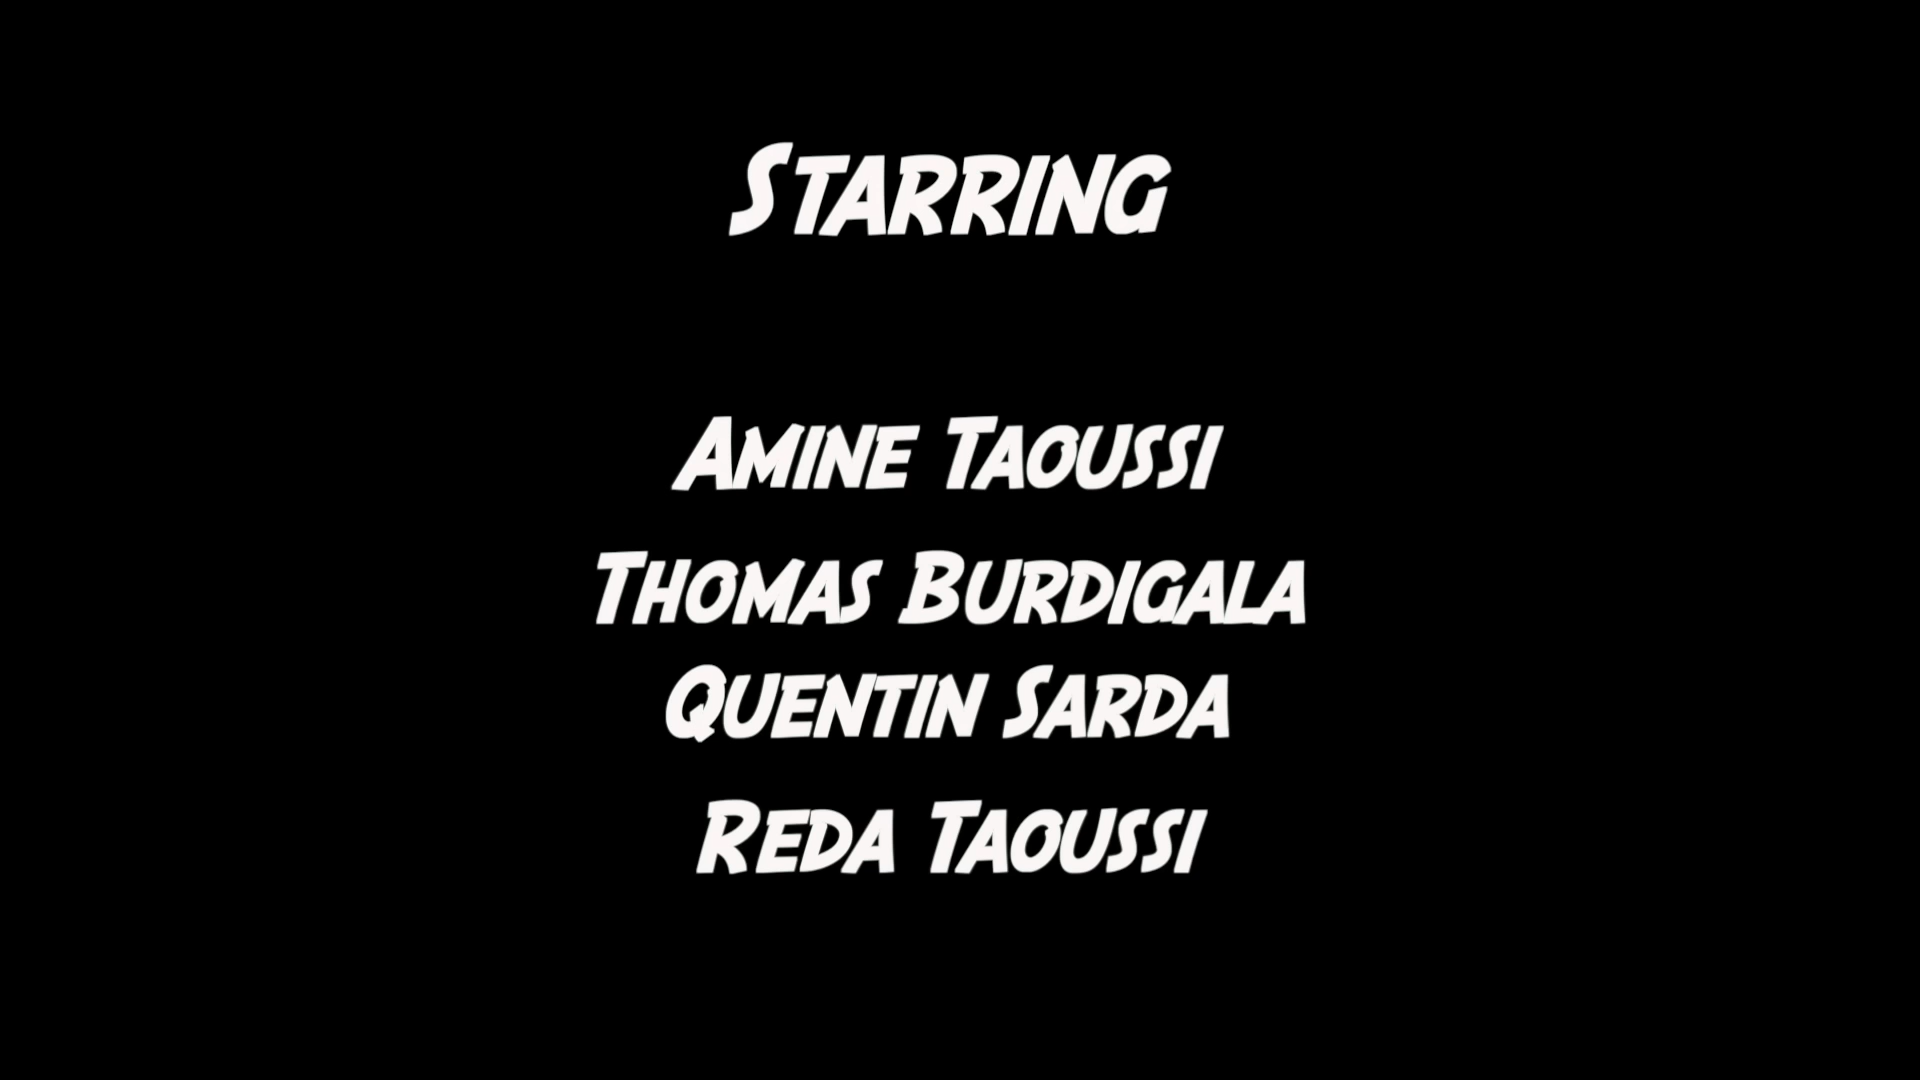 Starring
Amine Taoussi
Thomas Burdigala
Quentin Sarda
Reda Taoussi